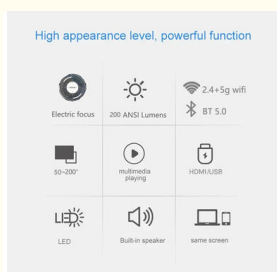 High appearance level, powerful function
Electric focus
200 ANSI Lumens
2.4+5g wifi
BT 5.0
50~200"
multimedia
playing
HDMI/USB
LED
LED
Built-in speaker
same screen